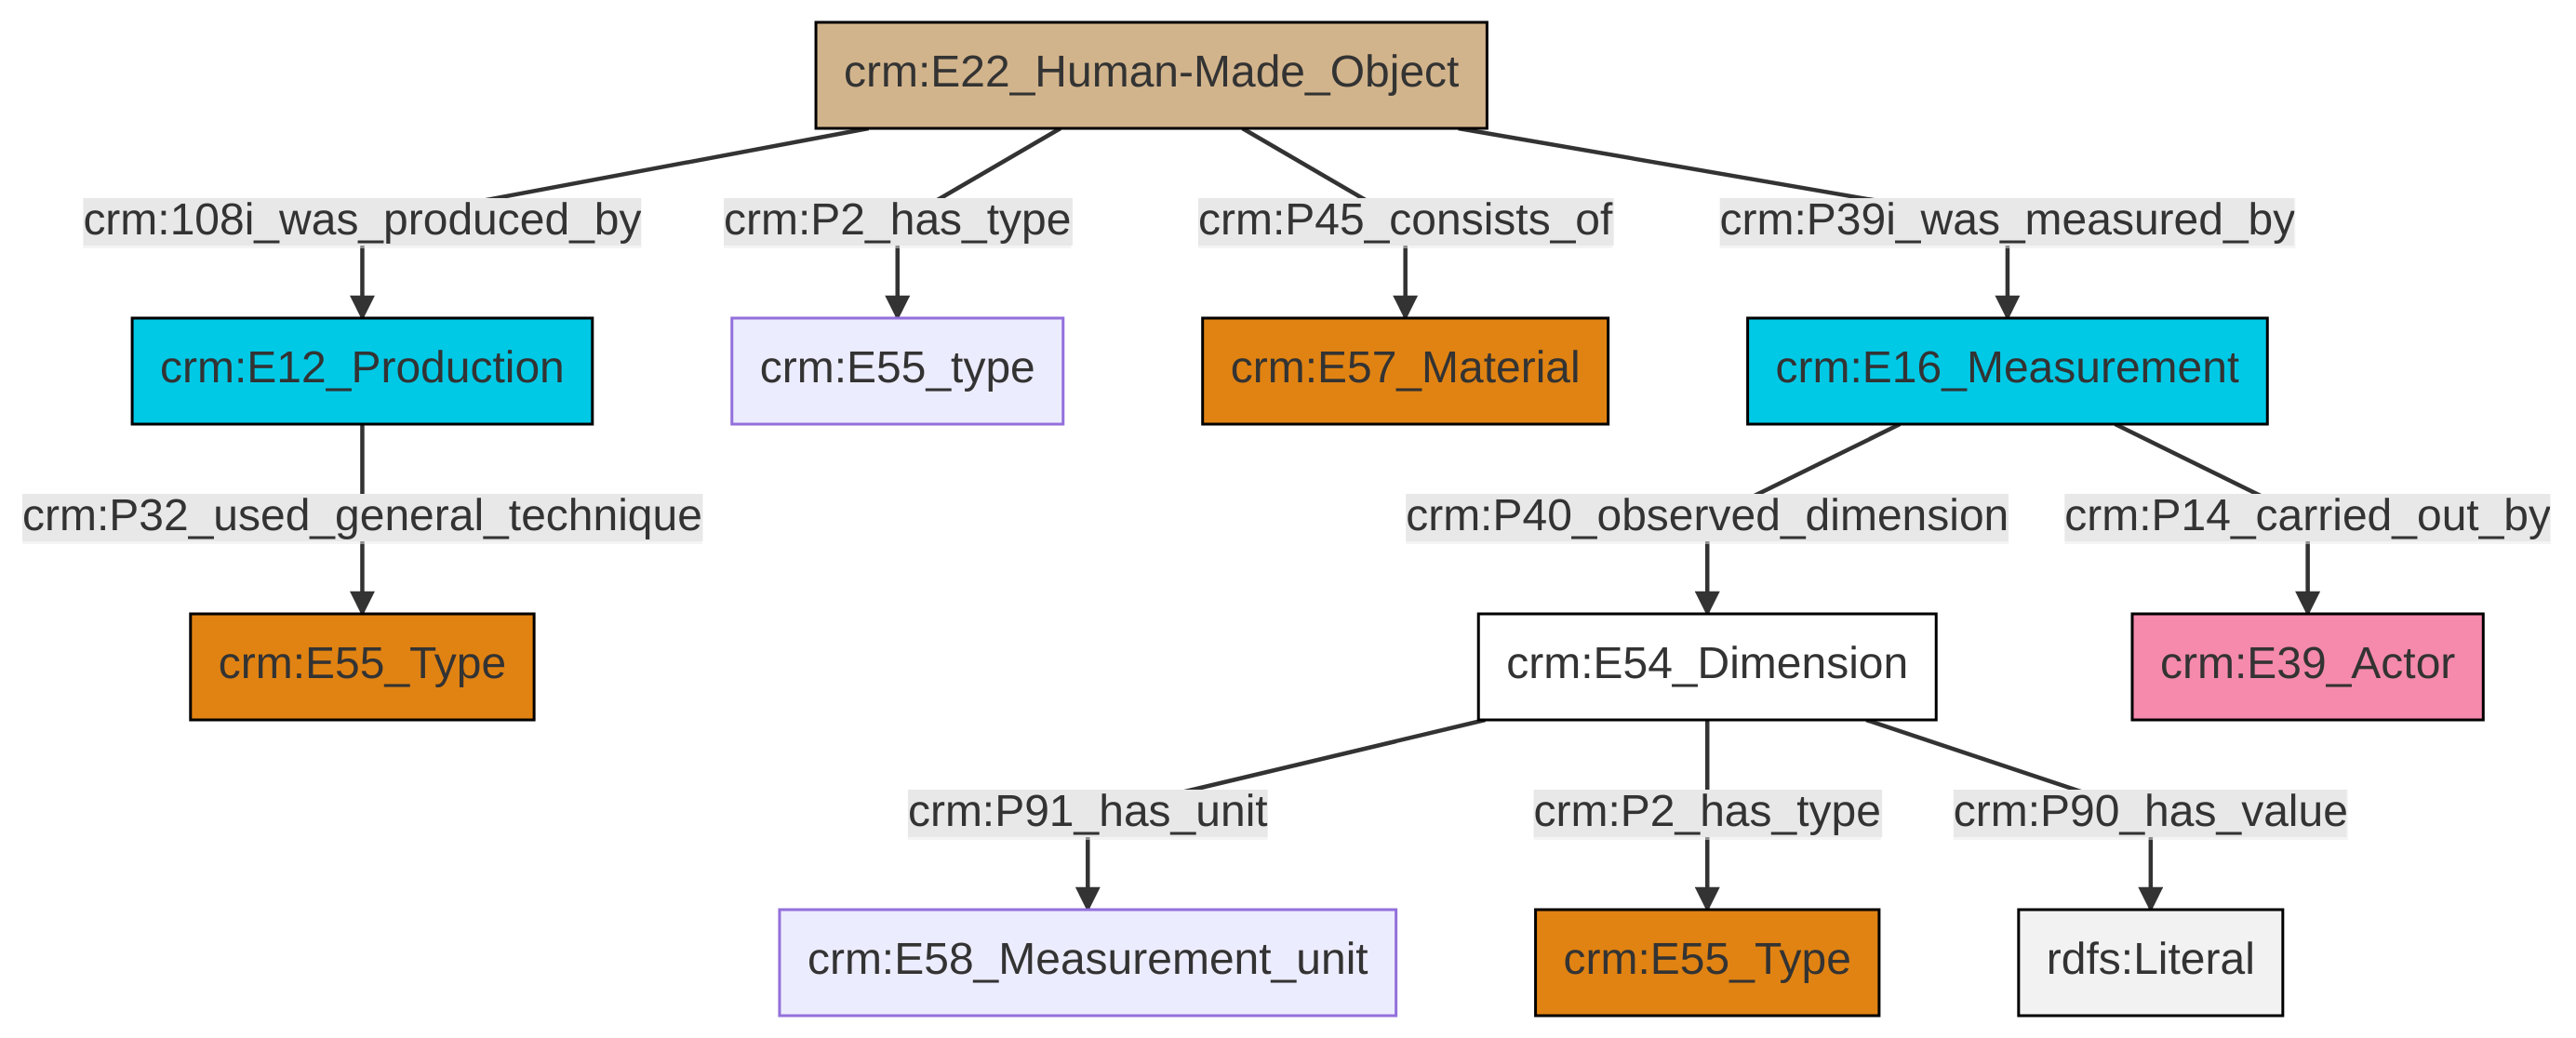 crm:E22_Human-Made_Object
crm:108i_was_produced_by
crm:P2_has_type
crm:P45_consists_of
crm:P39i_was_measured_by
crm:E12_Production
crm:E55_type
crm:E57_Material
crm:E16_Measurement
crm:P32_used_general_technique
crm:P40_observed_dimension
crm:P14_carried_out_by
crm:E55_Type
crm:E54_Dimension
crm:E39_Actor
crm:P91_has_unit
crm:P2_has_type
crm:P90_has_value
crm:E58_Measurement_unit
crm:E55_Type
rdfs:Literal